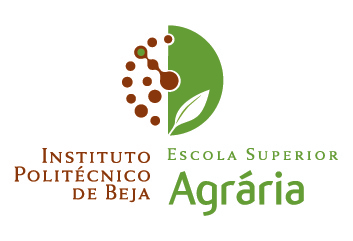 Instituto
Politécnico
de Beja
Escola Superior
Agrária